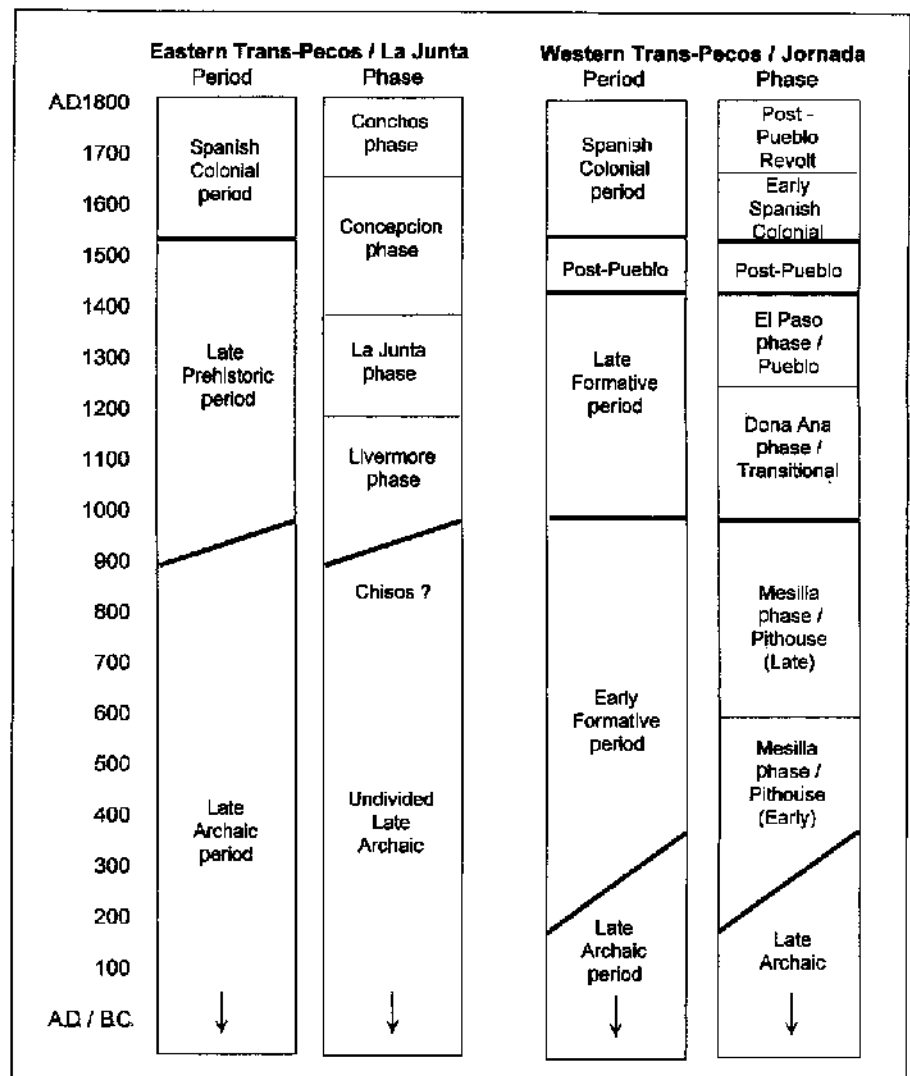 Eastern Trans-Pecos / La Junta
Period Phase
Western Trans-Pecos / Jornada
Period Phase
A.D.1800
1700
1600
1500
1400
1300
1200
1100
1000
900
800
700
600
500
400
300
200
100
A.D. / B.C.
Spanish
Colonial
period
Late
Prehistoric
period
Late
Archaic
period
Conchos
phase
Concepcion
phase
La Junta
phase
Livermore
phase
Chisos ?
Undivided
Late
Archaic
Spanish
Colonial
period
Post-Pueblo
Late
Formative
period
Early
Formative
period
Late
Archaic
period
Post -
Pueblo
Revolt
Early
Spanish
Colonial
Post-Pueblo
El Paso
phase /
Pueblo
Dona Ana
phase /
Transitional
Mesilla
phase /
Pithouse
(Late)
Mesilla
phase /
Pithouse
(Early)
Late
Archaic